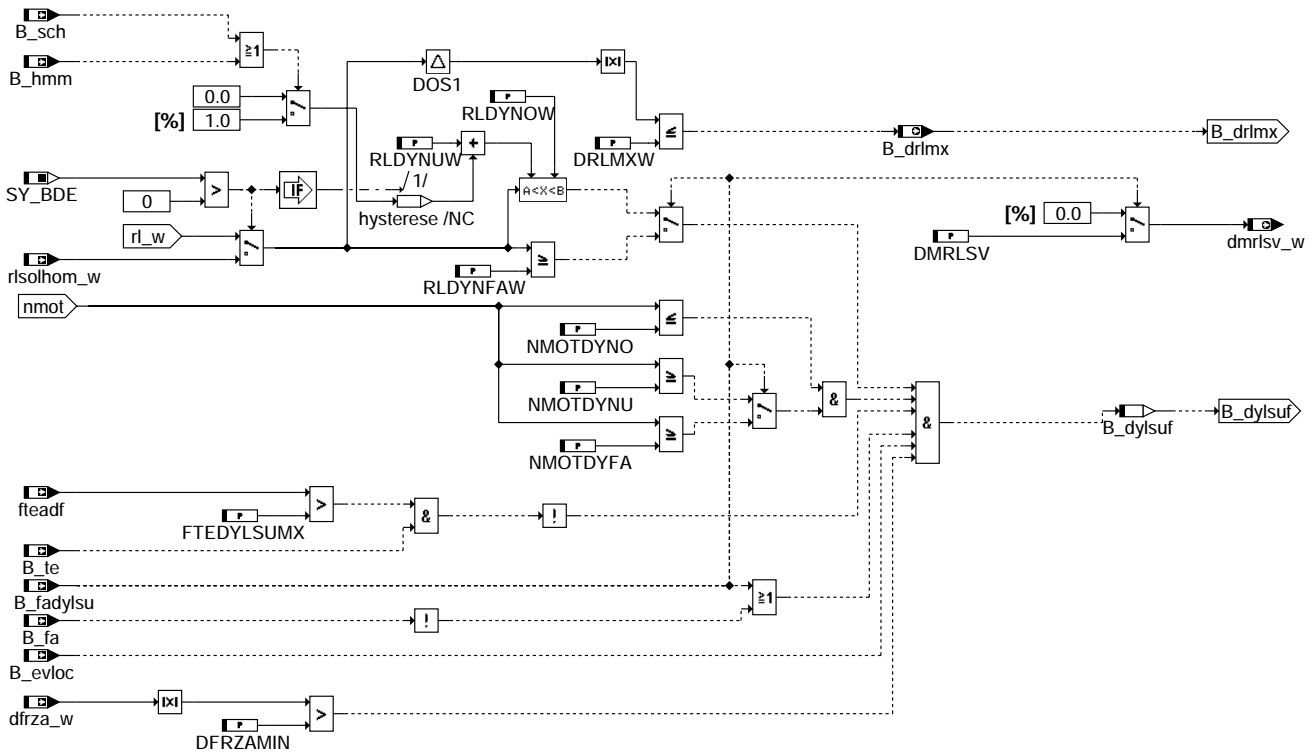 B_sch
B_hmm
≥1
0.0
[%] 1.0
DOS1
|x|
RLDYNOW
RLDYNUW
+
DRLMXW
≤
B_drlmx
B_drlmx
SY_BDE
0
>
IF
/ 1/
hysterese /NC
A<X<B
rl_w
rlsolhom_w
RLDYNFAW
≥
[%] 0.0
DMRLSV
dmrlsv_w
nmot
NMOTDYNO
≤
NMOTDYNU
≥
NMOTDYFA
≥
&
&
B_dylsuf
B_dylsuf
fteadf
FTEDYLSUMX
>
&
!
B_te
B_fadylsu
B_fa
!
≥1
B_evloc
dfrza_w
|x|
DFRZAMIN
>